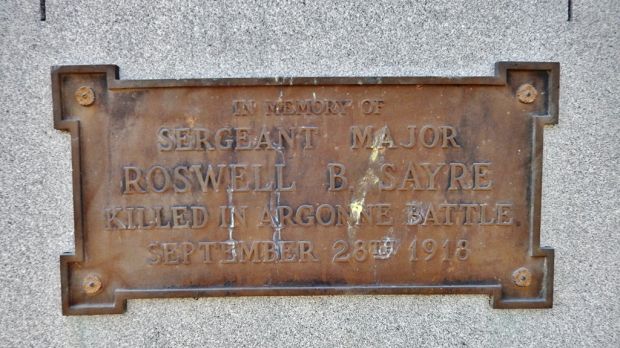 IN MEMORY OF
SERGEANT MAJOR
ROSWELL B. SAYRE
KILLED IN ARGONNE BATTLE
SEPTEMBER 28TH 1918